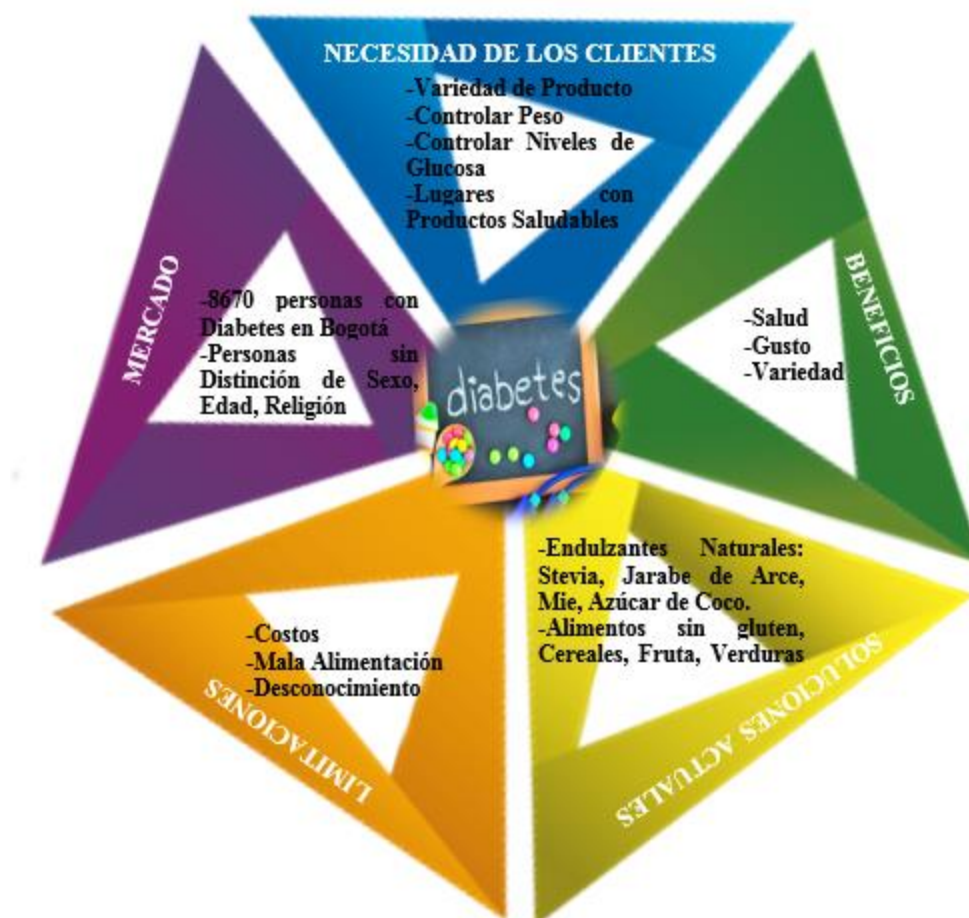 NECESIDAD DE LOS CLIENTES
-Variedad de Producto
-Controlar Peso
-Controlar Niveles de
Glucosa
-Lugares con
Productos Saludables
BENEFICIOS
-Salud
-Gusto
-Variedad
SOLUCIONES ACTUALES
-Endulzantes Naturales:
Stevia, Jarabe de Arce,
Mie, Azúcar de Coco.
-Alimentos sin gluten,
Cereales, Fruta, Verduras
LIMITACIONES
-Costos
-Mala Alimentación
-Desconocimiento
MERCADO
-8670 personas con
Diabetes en Bogotá
-Personas sin
Distinción de Sexo,
Edad, Religión
diabetes